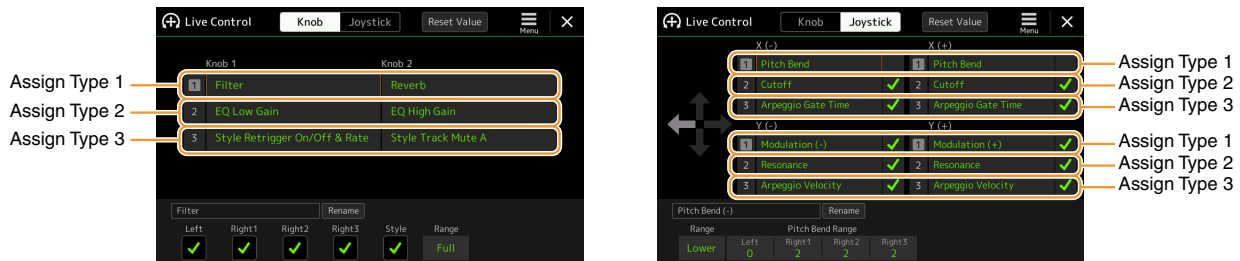 Live Control Knob Joystick Reset Value Menu
Knob 1 Knob 2
Assign Type 1 1 Filter Reverb
Assign Type 2 2 EQ Low Gain EQ High Gain
Assign Type 3 3 Style Retrigger On/Off & Rate Style Track Mute A
Filter Rename
Left Right1 Right2 Right3 Style Range
Full
Live Control Knob Joystick Reset Value Menu
X (-) X (+)
1 Pitch Bend 1 Pitch Bend Assign Type 1
2 Cutoff 2 Cutoff Assign Type 2
3 Arpeggio Gate Time 3 Arpeggio Gate Time Assign Type 3
Y (-) Y (+)
1 Modulation (-) 1 Modulation (+) Assign Type 1
2 Resonance 2 Resonance Assign Type 2
3 Arpeggio Velocity 3 Arpeggio Velocity Assign Type 3
Pitch Bend (-) Rename
Range Pitch Bend Range
Left Right1 Right2 Right3
Lower 0 2 2 2